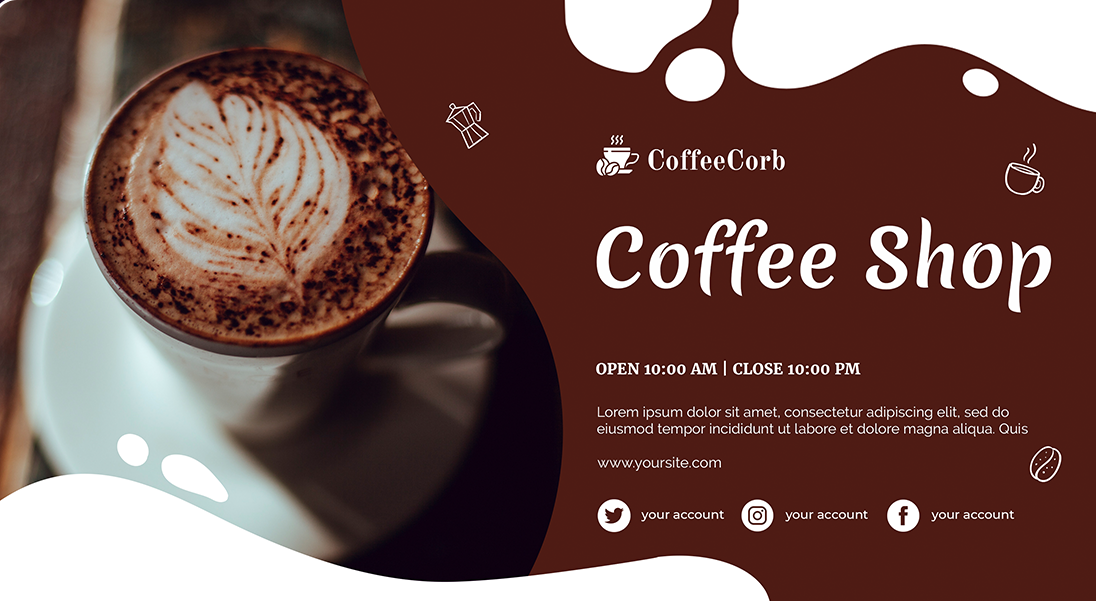 CoffeeCorb
Coffee Shop
OPEN 10:00 AM | CLOSE 10:00 PM
Lorem ipsum dolor sit amet, consectetur adipiscing elit, sed do
eiusmod tempor incididunt ut labore et dolore magna aliqua. Quis
www.yoursite.com
your account your account your account